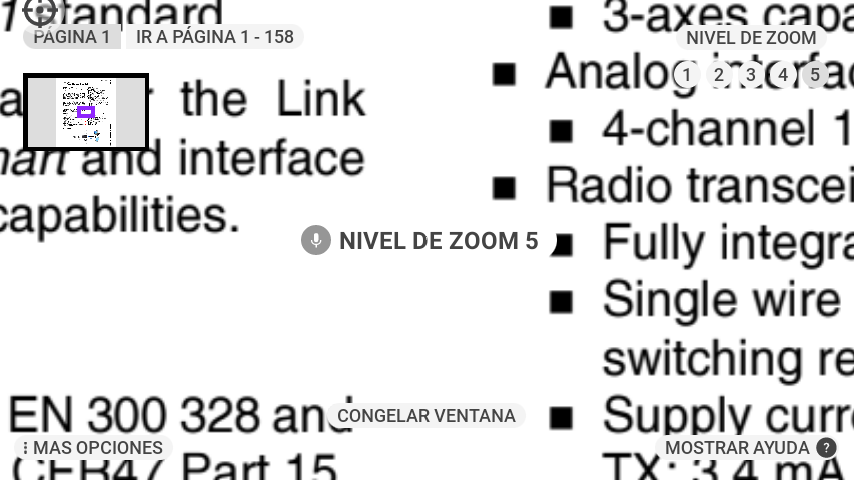 1 Standard
PÁGINA 1
IR A PÁGINA 1 - 158
the Link
and interface
capabilities.
EN 300 328 and
CFR47 Part 15
■ 3-axes capa
NIVEL DE ZOOM
1 2 3 4 5
■ Analog interfac
■ 4-channel 1
■ Radio transcei
NIVEL DE ZOOM 5
■ Fully integra
■ Single wire
switching re
CONGELAR VENTANA
■ Supply curr
TX: 3.4 mA
MAS OPCIONES
MOSTRAR AYUDA ?